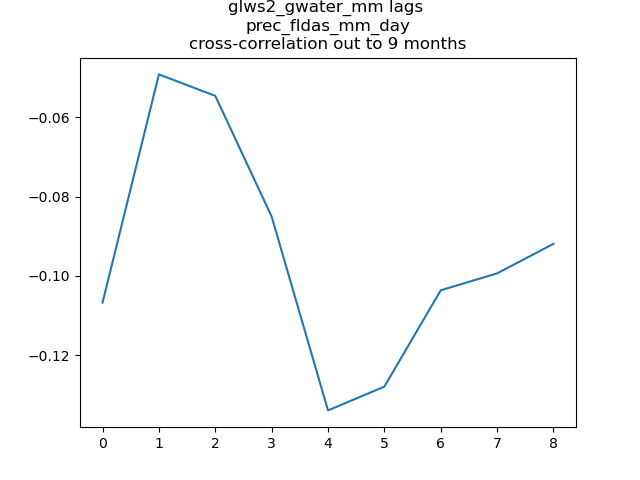 glws2_gwater_mm lags
prec_fldas_mm_day
cross-correlation out to 9 months
−0.06
−0.08
−0.10
−0.12
0 1 2 3 4 5 6 7 8